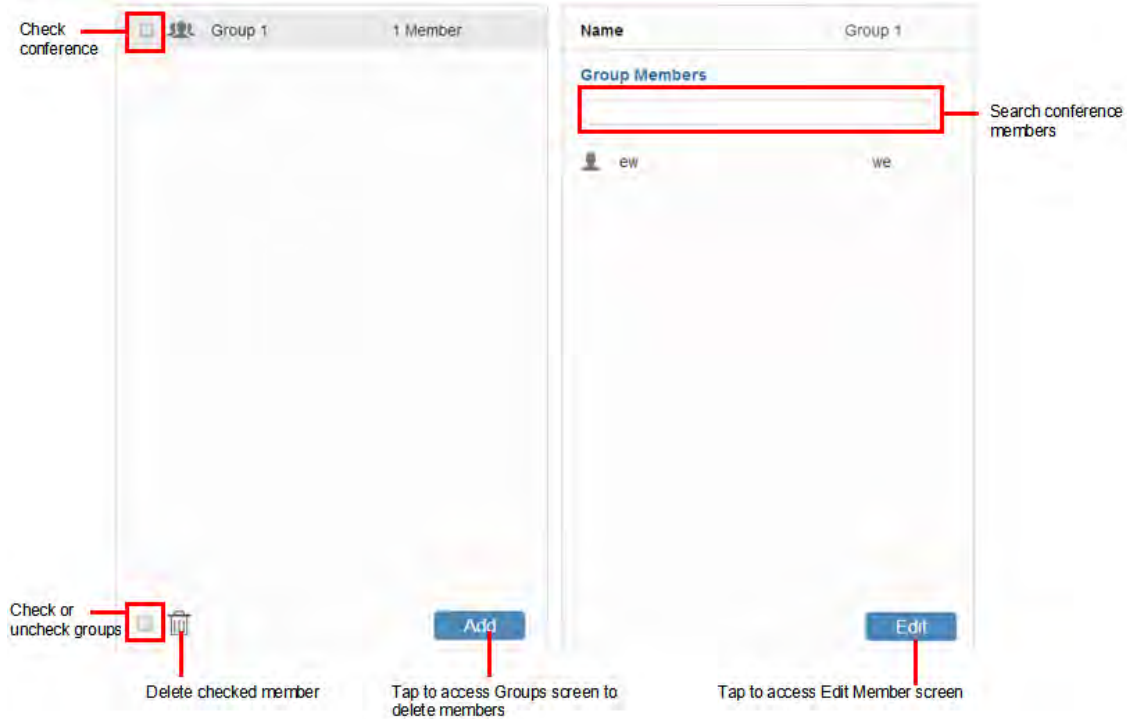 Check
conference
Group 1 1 Member
Name Group 1
Group Members
Search conference
members
ew we
Check or
uncheck groups
Add
Edit
Delete checked member
Tap to access Groups screen to
delete members
Tap to access Edit Member screen